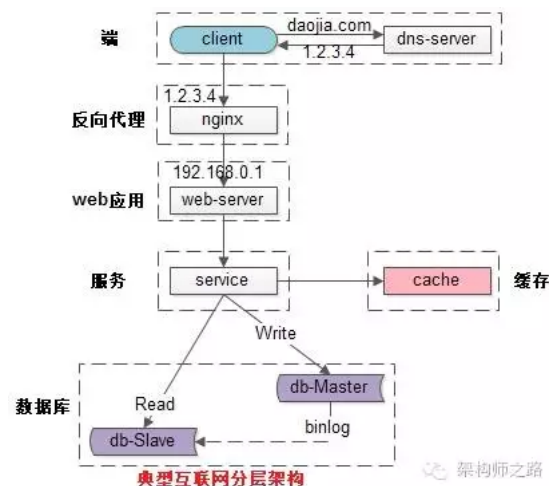 daojia.com
端
client
dns-server
1.2.3.4
1.2.3.4
反向代理
nginx
192.168.0.1
web应用
web-server
服务
service
cache
缓存
Write
数据库
db-Master
Read
binlog
db-Slave
典型互联网分层架构
架构师之路